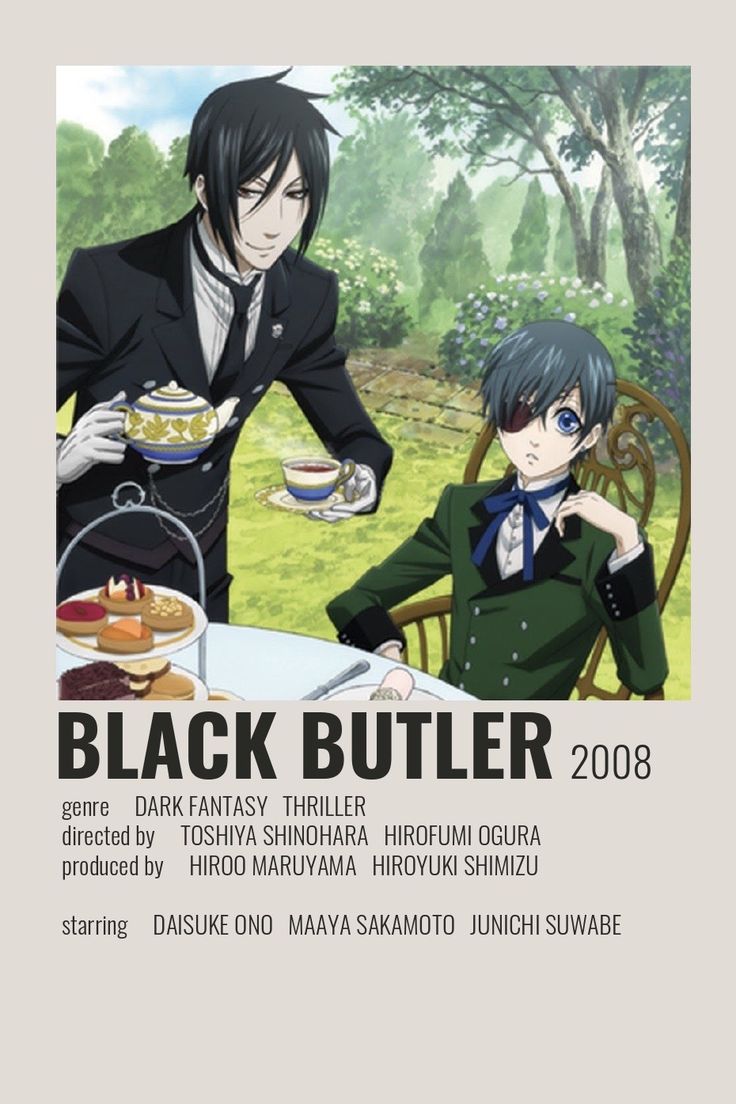 BLACK BUTLER 2008
genre DARK FANTASY THRILLER
directed by TOSHIYA SHINOHARA HIROFUMI OGURA
produced by HIROO MARUYAMA HIROYUKI SHIMIZU
starring DAISUKE ONO MAAYA SAKAMOTO JUNICHI SUWABE